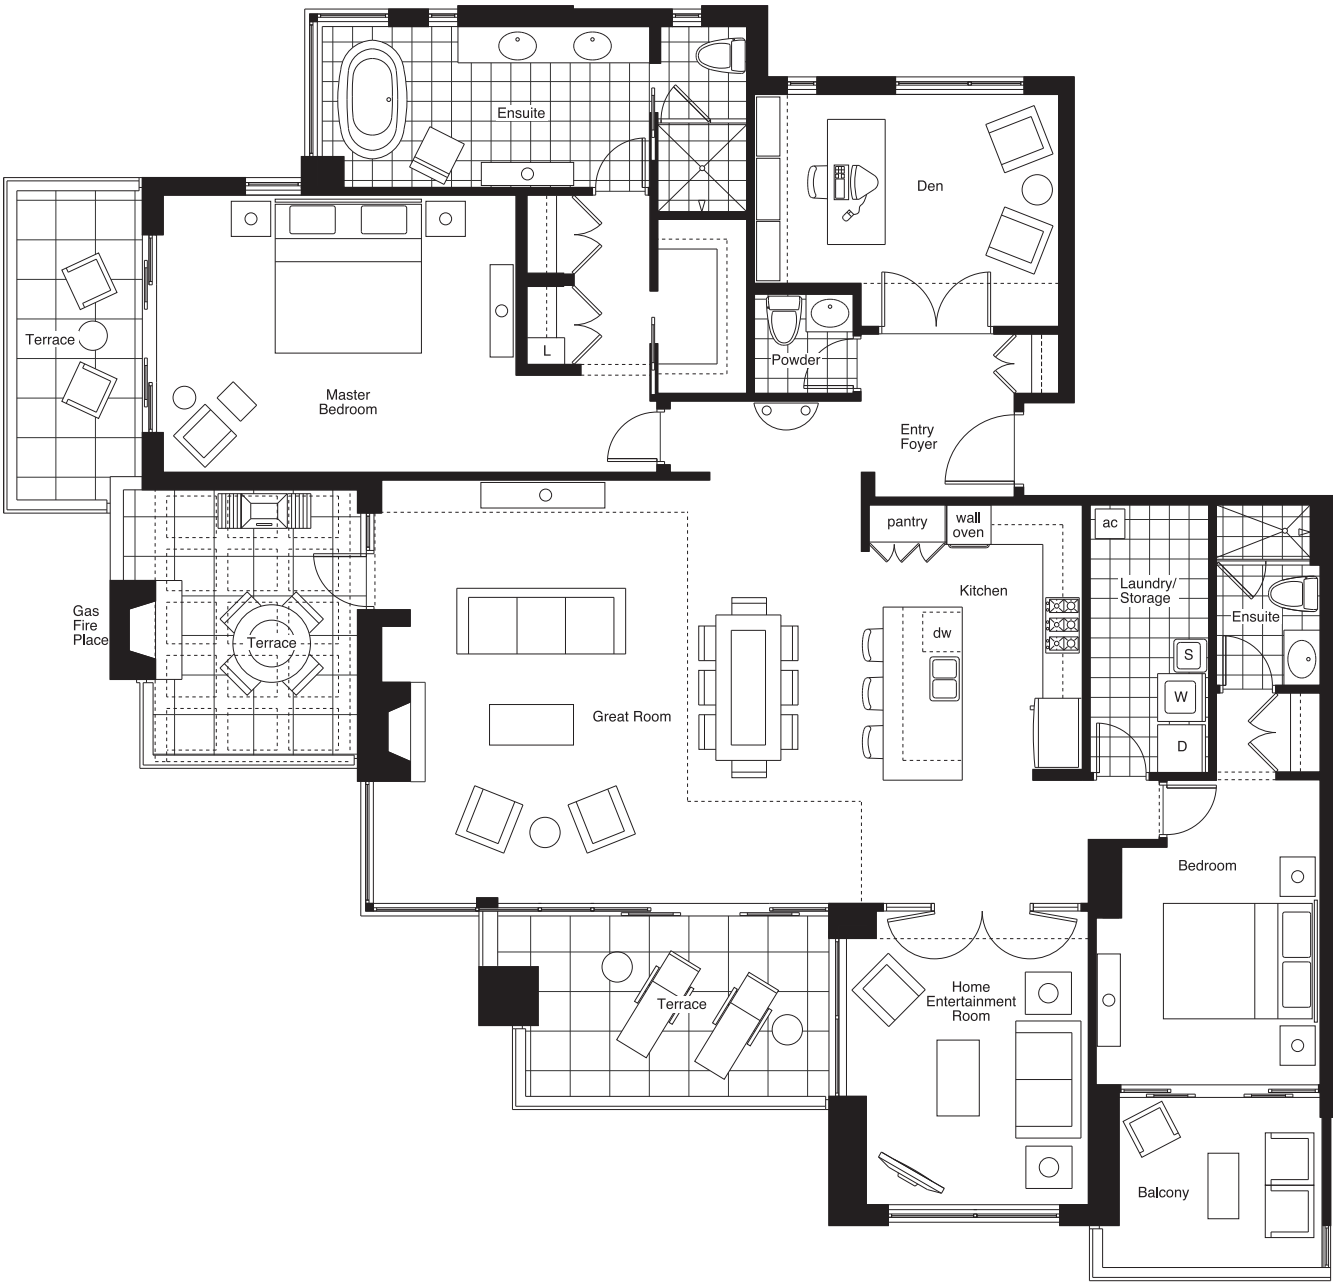 Ensuite
Den
Terrace
L
Powder
Master
Bedroom
Entry
Foyer
pantry
wall
oven
ac
Kitchen
Laundry/
Storage
Gas
Fire
Place
Terrace
dw
Ensuite
S
W
Great Room
D
Bedroom
Terrace
Home
Entertainment
Room
Balcony